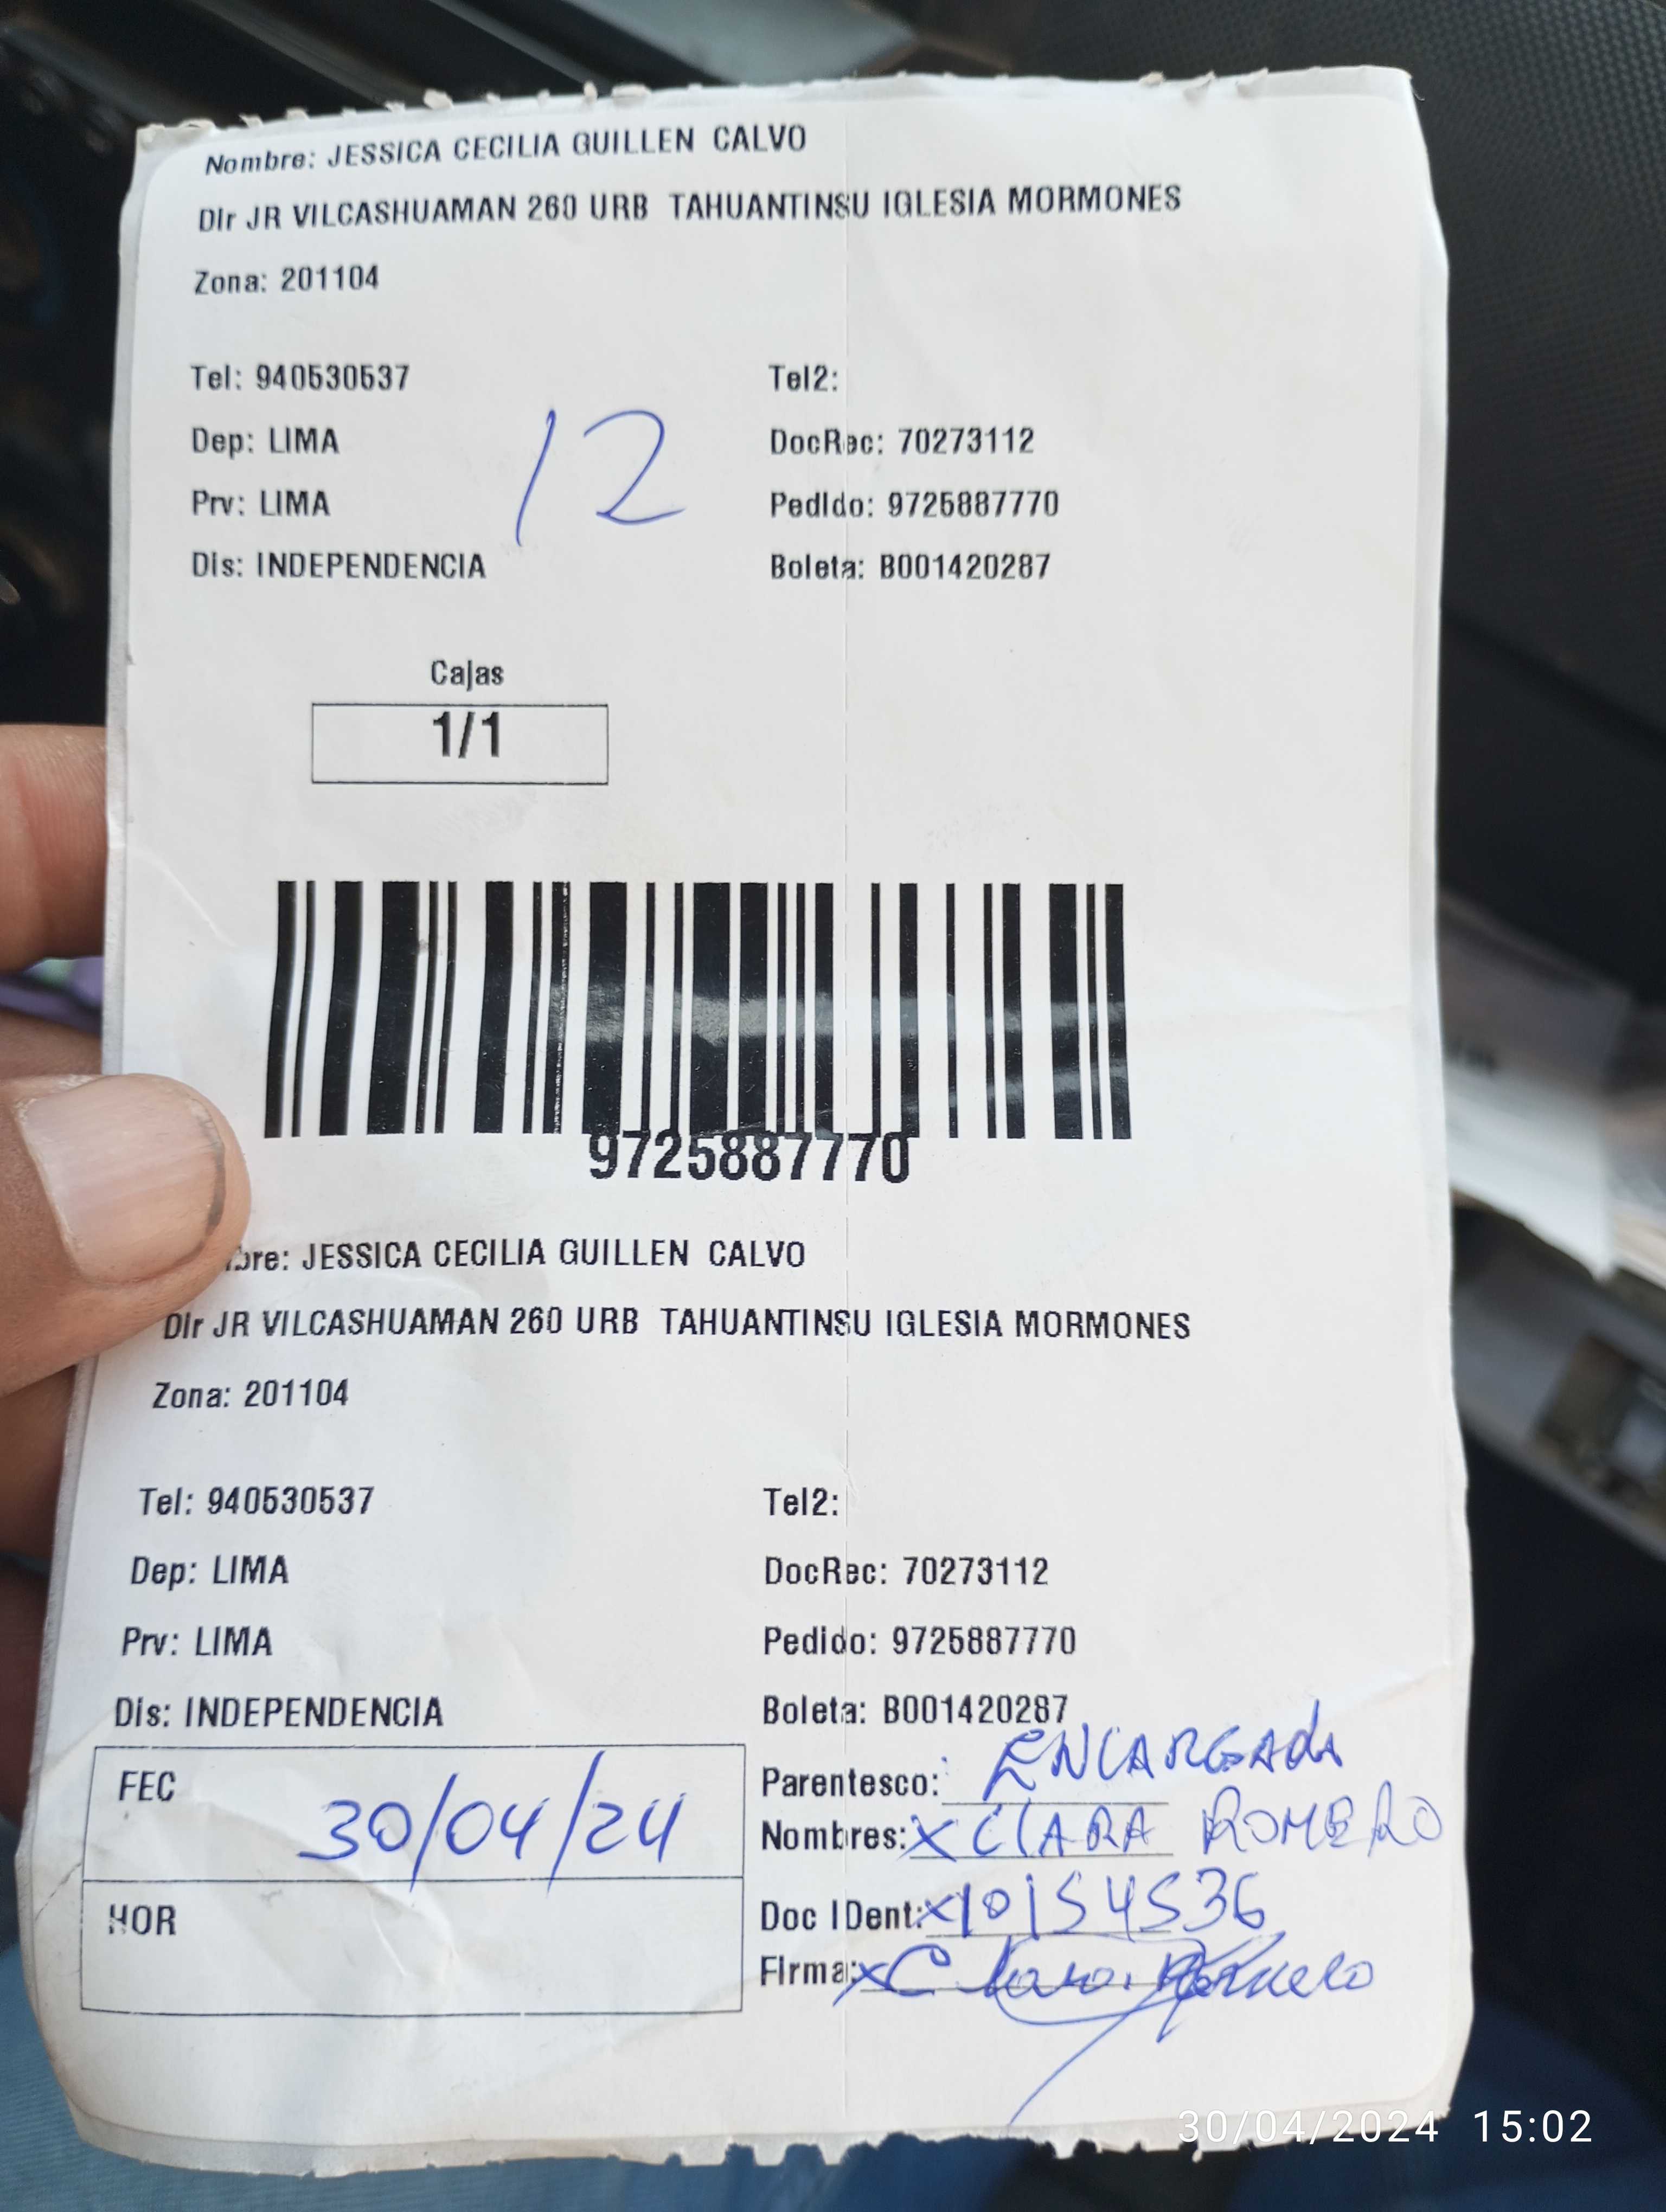 Nombre: JESSICA CECILIA GUILLEN CALVO
Dir JR VILCASHUAMAN 260 URB TAHUANTINSU IGLESIA MORMONES
Zona: 201104
Tel: 940530537 Tel2:
Dep: LIMA DocRec: 70273112
Prv: LIMA Pedido: 9725887770
Dis: INDEPENDENCIA Boleta: B001420287
12
Cajas
1/1
9725887770
bre: JESSICA CECILIA GUILLEN CALVO
Dir JR VILCASHUAMAN 260 URB TAHUANTINSU IGLESIA MORMONES
Zona: 201104
Tel: 940530537 Tel2:
Dep: LIMA DocRec: 70273112
Prv: LIMA Pedido: 9725887770
Dis: INDEPENDENCIA Boleta: B001420287
FEC 30/04/24 Parentesco: ENCARGADA
Nombres: X CLARA ROMERO
HOR Doc IDent: X 10154536
Firma: X Clara Romero
30/04/2024 15:02